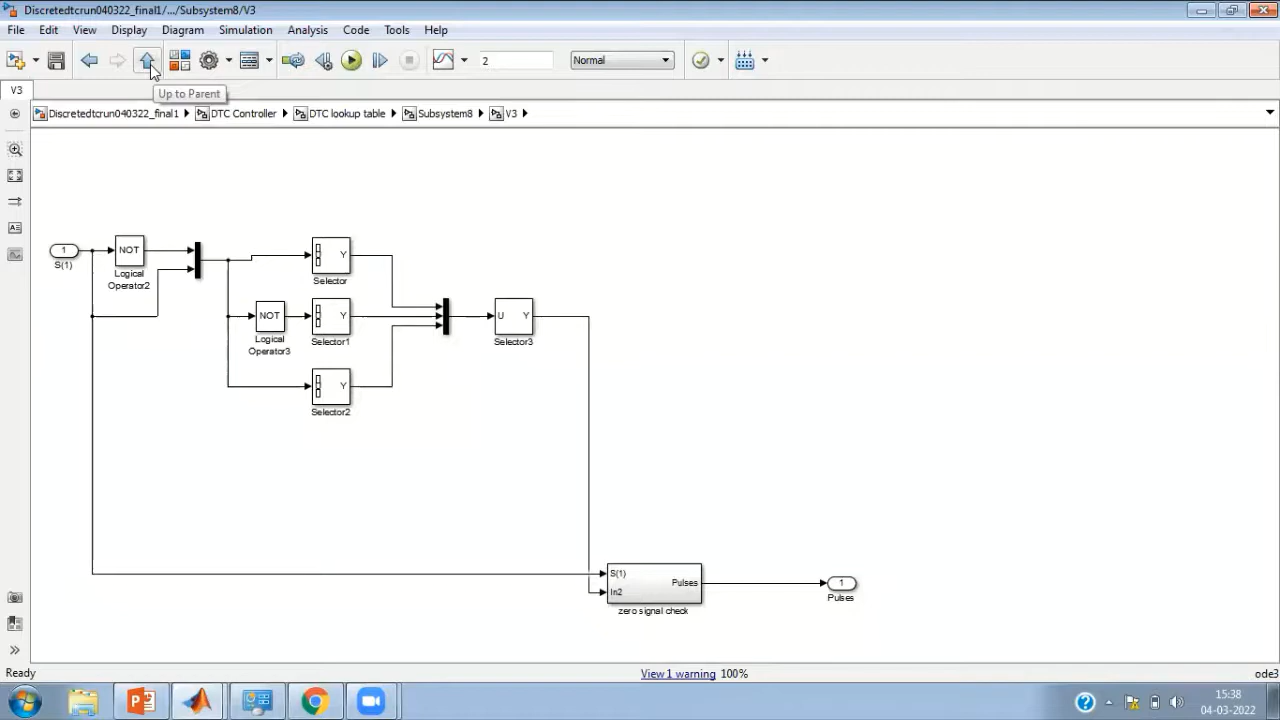 Discretedtcrun040322_final1/.../Subsystem8/V3
File Edit View Display Diagram Simulation Analysis Code Tools Help
2 Normal
Up to Parent
V3
Discretedtcrun040322_final1 DTC Controller DTC lookup table Subsystem8 V3
1
S(1)
NOT
Logical
Operator2
Y
Selector
NOT
Logical
Operator3
Y
Selector1
U Y
Selector3
Y
Selector2
S(1)
In2
Pulses
zero signal check
1
Pulses
Ready View 1 warning 100% ode3
15:38
04-03-2022